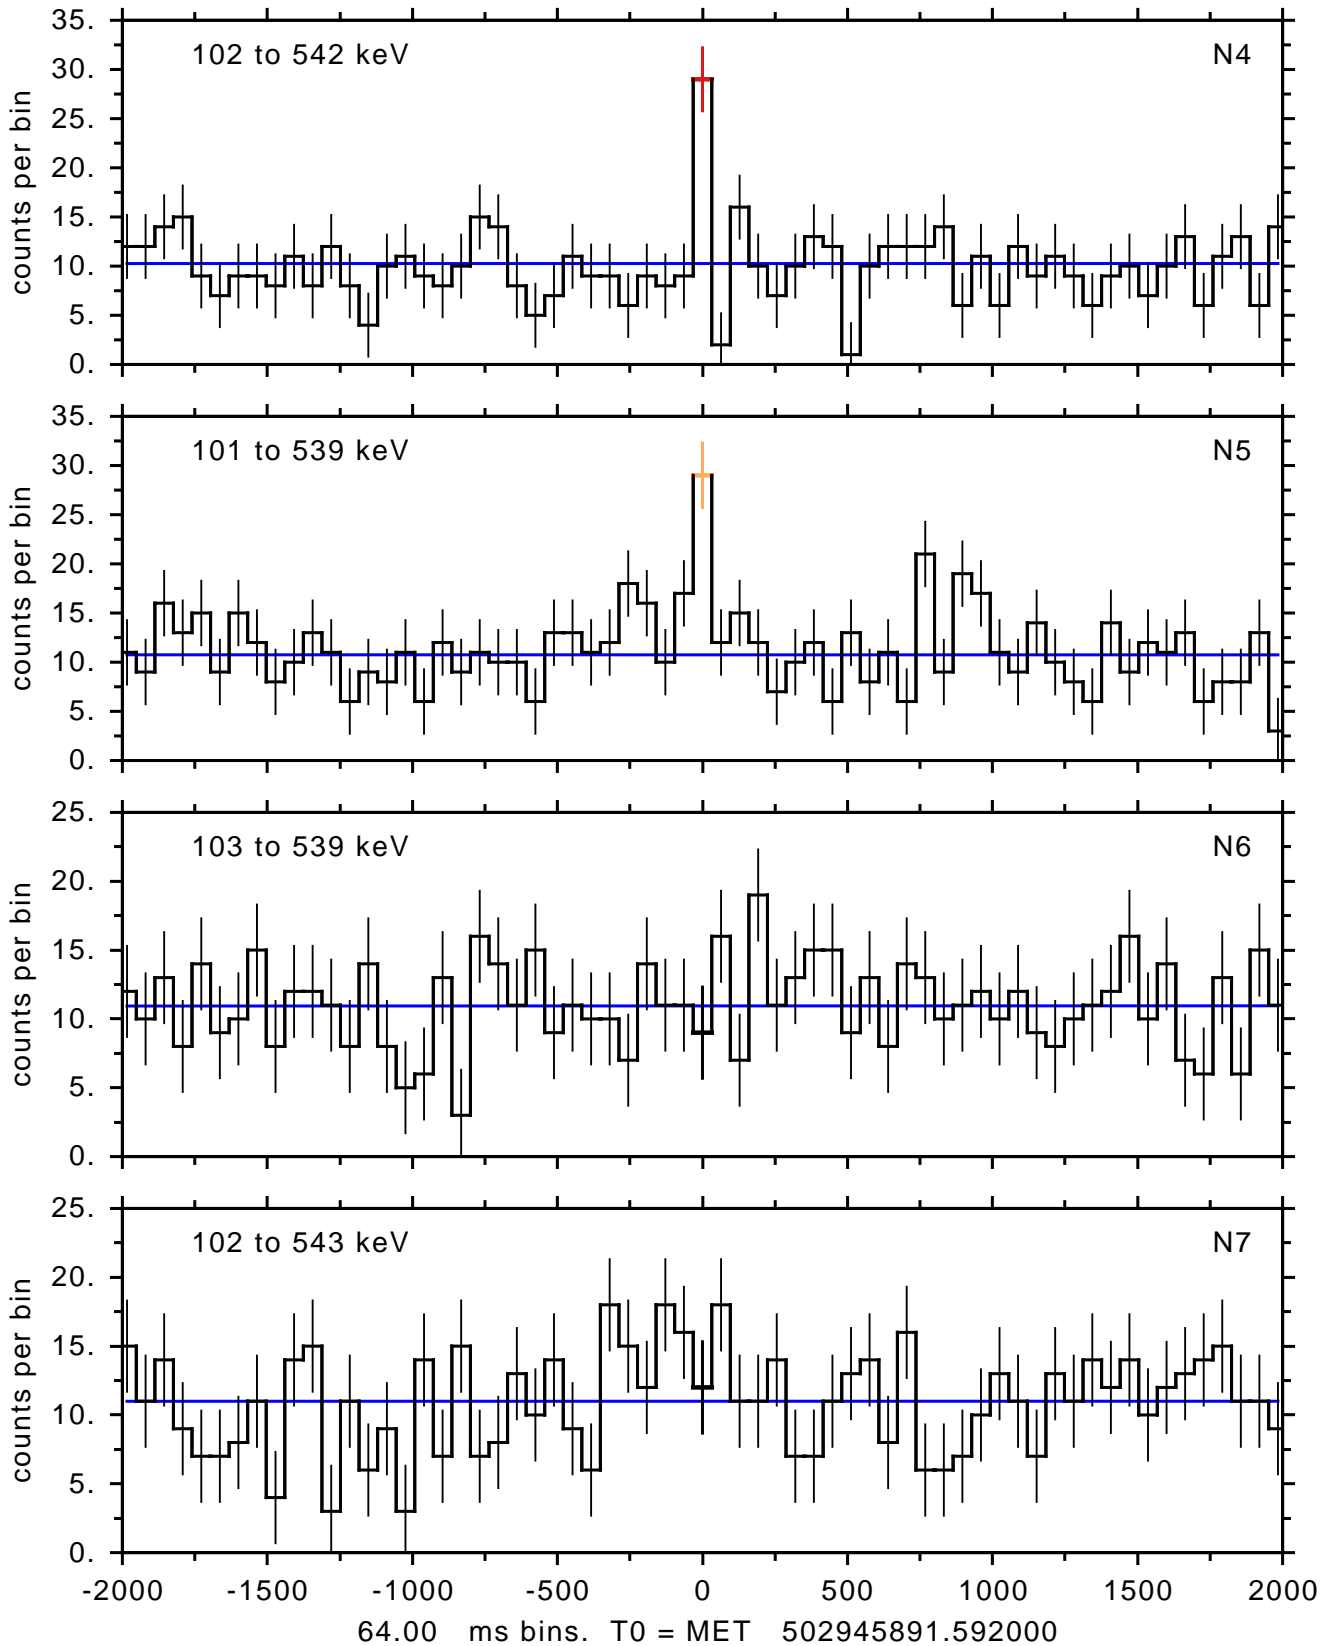 35.
30.
25.
20.
15.
10.
5.
0.
counts per bin
102 to 542 keV N4
35.
30.
25.
20.
15.
10.
5.
0.
counts per bin
101 to 539 keV N5
25.
20.
15.
10.
5.
0.
counts per bin
103 to 539 keV N6
25.
20.
15.
10.
5.
0.
counts per bin
102 to 543 keV N7
-2000 -1500 -1000 -500 0 500 1000 1500 2000
64.00 ms bins. T0 = MET 502945891.592000